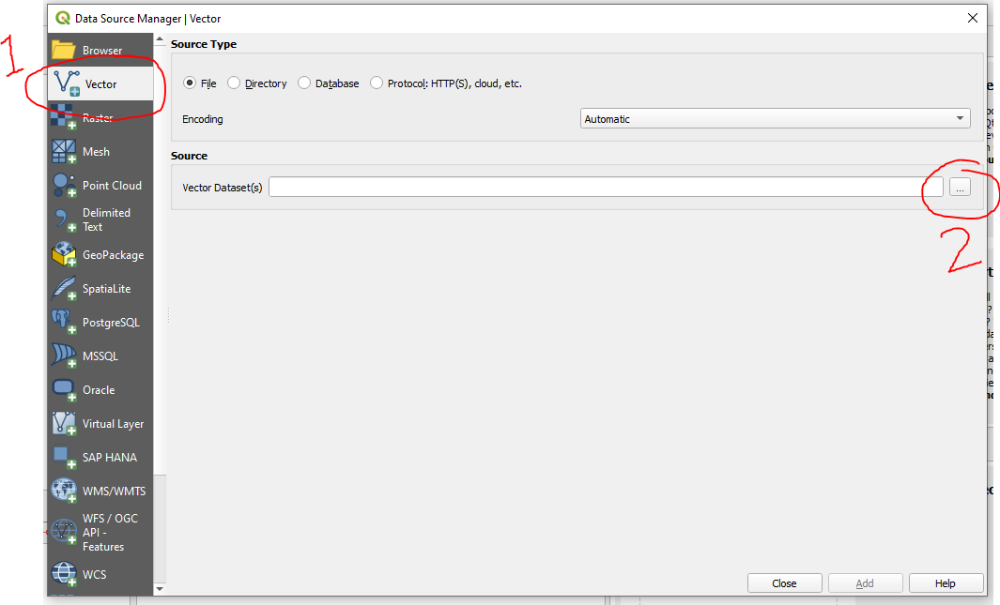 Data Source Manager | Vector
1
Browser
Vector
Raster
Mesh
Point Cloud
Delimited
Text
GeoPackage
SpatiaLite
PostgreSQL
MSSQL
Oracle
Virtual Layer
SAP HANA
WMS/WMTS
WFS / OGC
API -
Features
WCS
Source Type
File Directory Database Protocol: HTTP(S), cloud, etc.
Encoding Automatic
Source
Vector Dataset(s) ...
2
Close Add Help